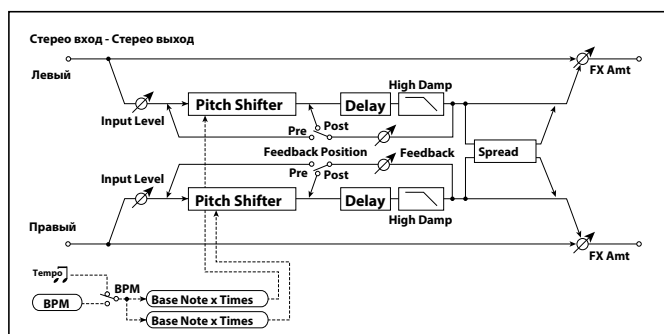 Стерео вход - Стерео выход
Левый
FX Amt
High Damp
Pitch Shifter
Delay
Input Level
Pre
Post
Feedback Position
Feedback
Spread
Input Level
Pre
Post
Pitch Shifter
Delay
High Damp
Правый
FX Amt
Tempo
BPM
BPM
Base Note x Times
Base Note x Times